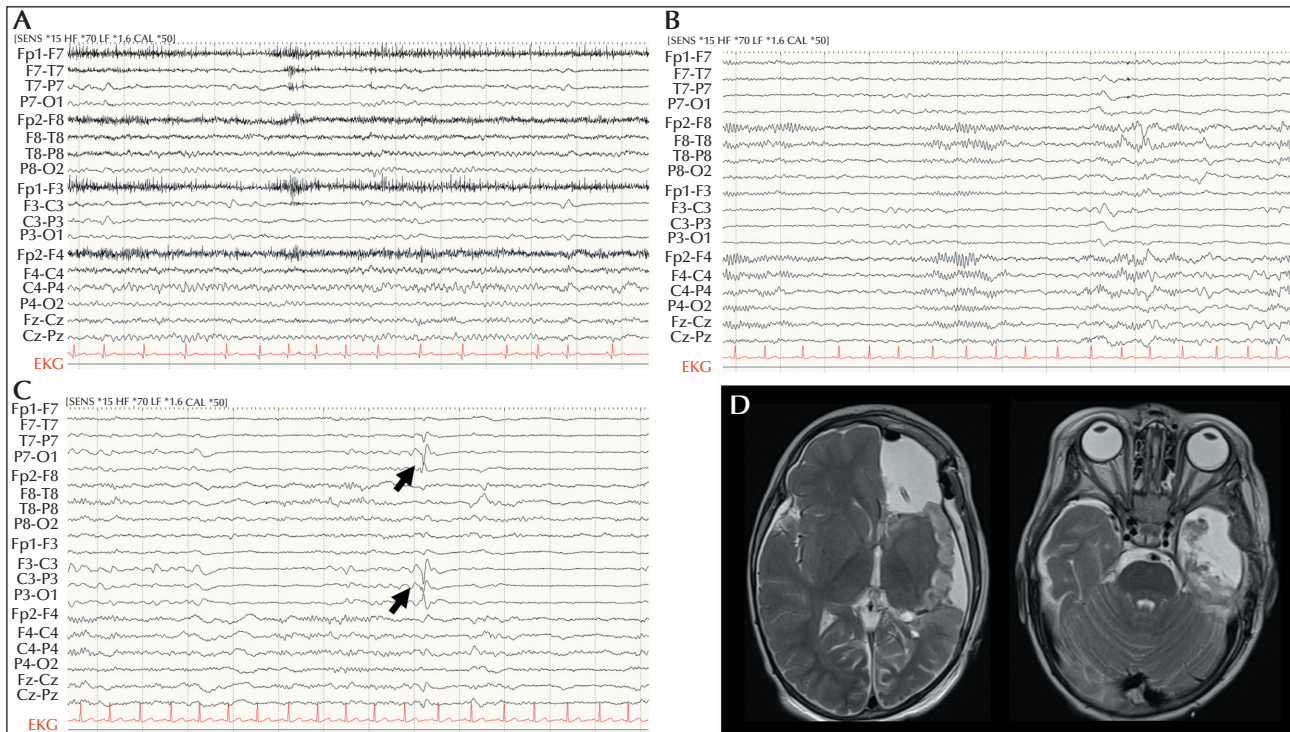 A
[SENS *15 HF *70 LF *1.6 CAL *50]
Fp1-F7
F7-T7
T7-P7
P7-O1
Fp2-F8
F8-T8
T8-P8
P8-O2
Fp1-F3
F3-C3
C3-P3
P3-O1
Fp2-F4
F4-C4
C4-P4
P4-O2
Fz-Cz
Cz-Pz
EKG
B
[SENS *15 HF *70 LF *1.6 CAL *50]
Fp1-F7
F7-T7
T7-P7
P7-O1
Fp2-F8
F8-T8
T8-P8
P8-O2
Fp1-F3
F3-C3
C3-P3
P3-O1
Fp2-F4
F4-C4
C4-P4
P4-O2
Fz-Cz
Cz-Pz
EKG
C
[SENS *15 HF *70 LF *1.6 CAL *50]
Fp1-F7
F7-T7
T7-P7
P7-O1
Fp2-F8
F8-T8
T8-P8
P8-O2
Fp1-F3
F3-C3
C3-P3
P3-O1
Fp2-F4
F4-C4
C4-P4
P4-O2
Fz-Cz
Cz-Pz
EKG
D